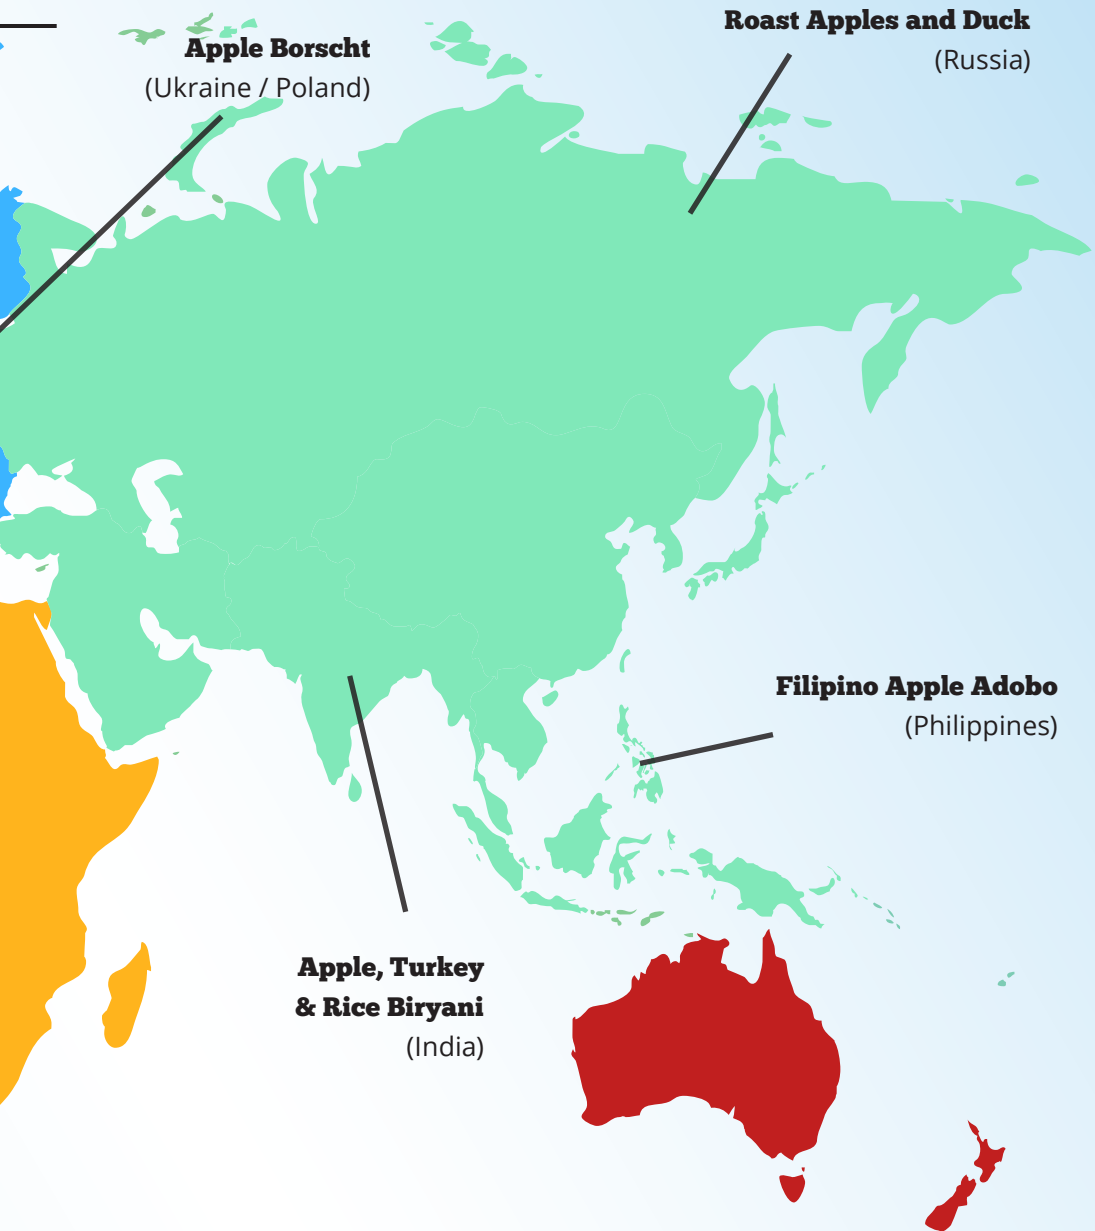 Roast Apples and Duck
(Russia)
Apple Borscht
(Ukraine / Poland)
Filipino Apple Adobo
(Philippines)
Apple, Turkey
& Rice Biryani
(India)